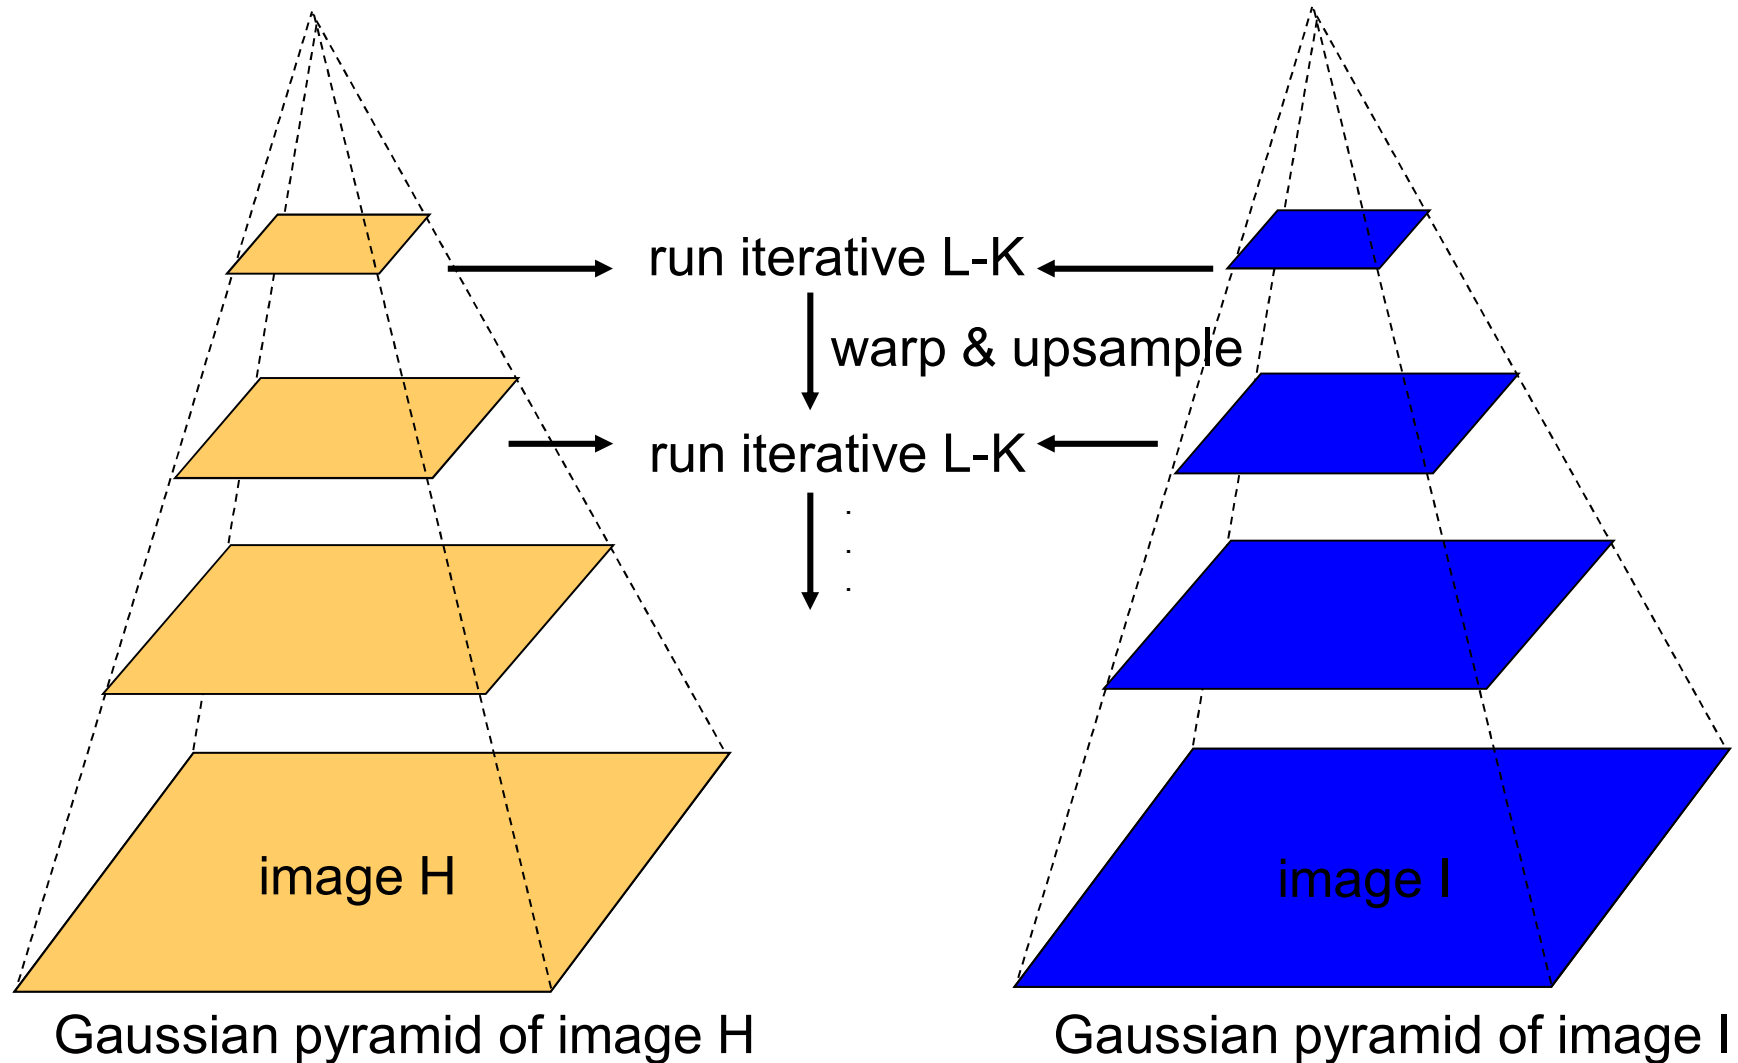 run iterative L-K
warp & upsample
run iterative L-K
.
.
.
image H
image I
Gaussian pyramid of image H
Gaussian pyramid of image I